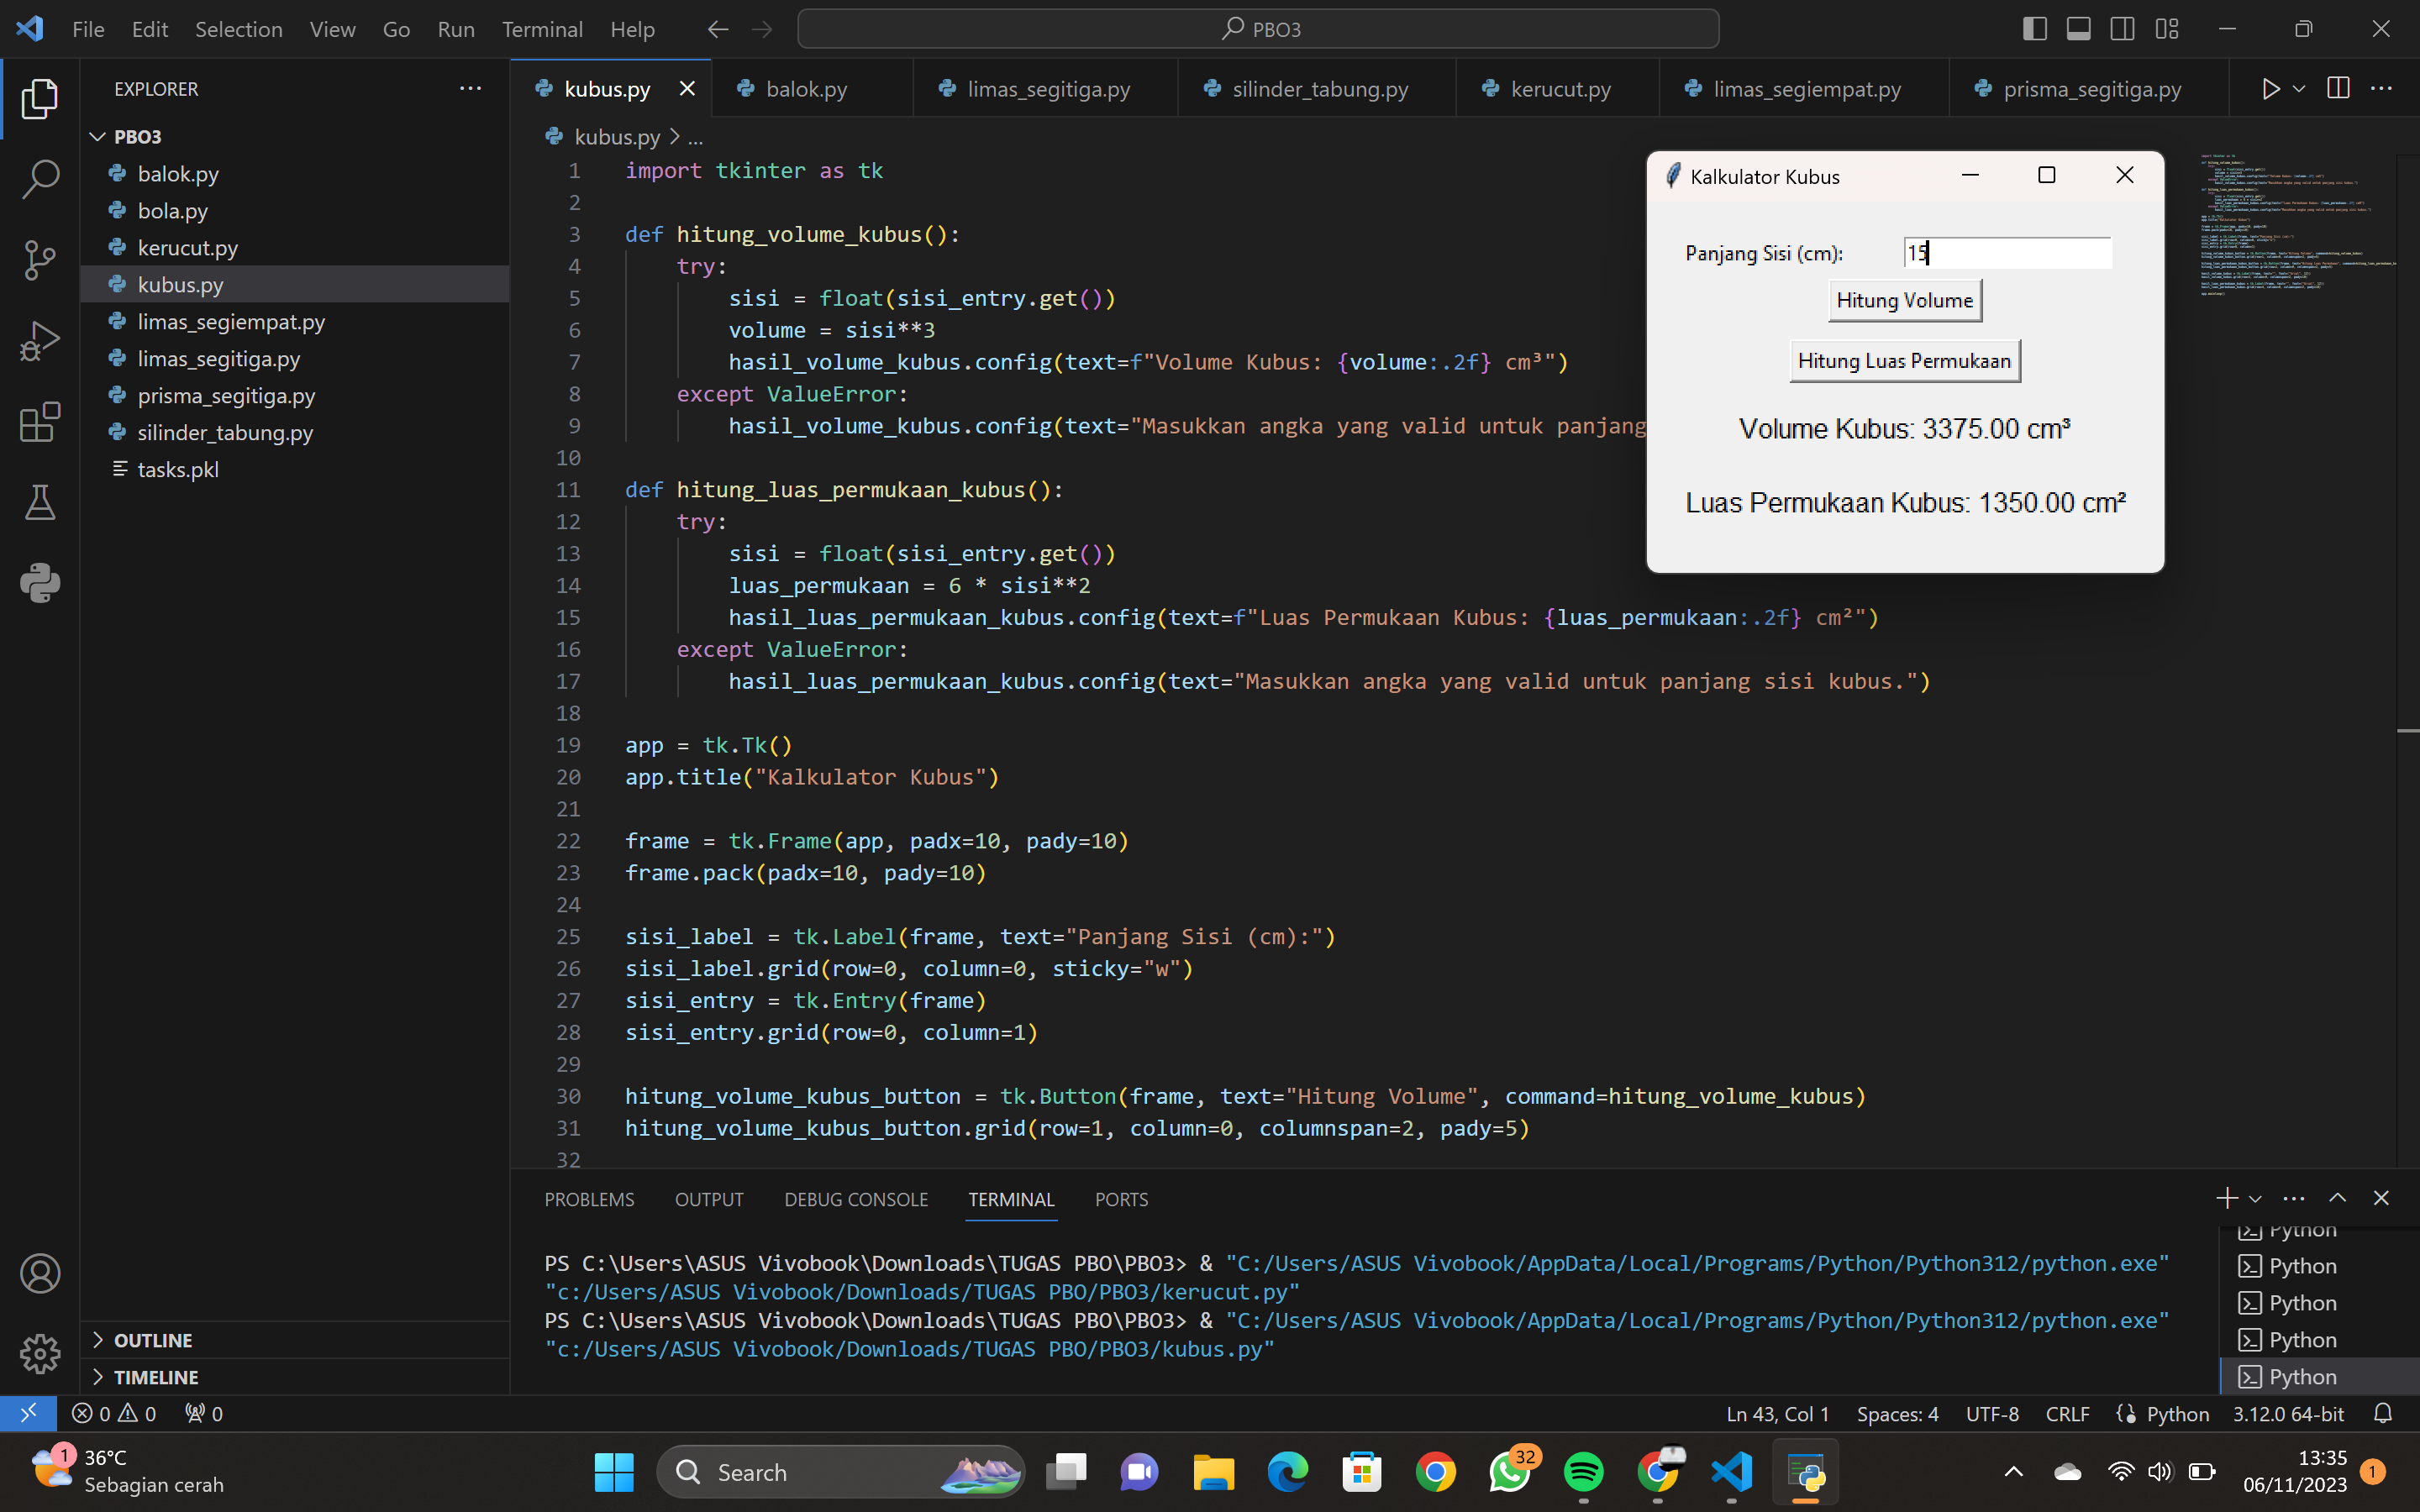 File Edit Selection View Go Run Terminal Help
PBO3
EXPLORER
PBO3
balok.py
bola.py
kerucut.py
kubus.py
limas_segiempat.py
limas_segitiga.py
prisma_segitiga.py
silinder_tabung.py
tasks.pkl
OUTLINE
TIMELINE
kubus.py balok.py limas_segitiga.py silinder_tabung.py kerucut.py limas_segiempat.py prisma_segitiga.py
kubus.py > ...
1 import tkinter as tk
2
3 def hitung_volume_kubus():
4 try:
5 sisi = float(sisi_entry.get())
6 volume = sisi**3
7 hasil_volume_kubus.config(text=f"Volume Kubus: {volume:.2f} cm³")
8 except ValueError:
9 hasil_volume_kubus.config(text="Masukkan angka yang valid untuk panjang
10
11 def hitung_luas_permukaan_kubus():
12 try:
13 sisi = float(sisi_entry.get())
14 luas_permukaan = 6 * sisi**2
15 hasil_luas_permukaan_kubus.config(text=f"Luas Permukaan Kubus: {luas_permukaan:.2f} cm²")
16 except ValueError:
17 hasil_luas_permukaan_kubus.config(text="Masukkan angka yang valid untuk panjang sisi kubus.")
18
19 app = tk.Tk()
20 app.title("Kalkulator Kubus")
21
22 frame = tk.Frame(app, padx=10, pady=10)
23 frame.pack(padx=10, pady=10)
24
25 sisi_label = tk.Label(frame, text="Panjang Sisi (cm):")
26 sisi_label.grid(row=0, column=0, sticky="w")
27 sisi_entry = tk.Entry(frame)
28 sisi_entry.grid(row=0, column=1)
29
30 hitung_volume_kubus_button = tk.Button(frame, text="Hitung Volume", command=hitung_volume_kubus)
31 hitung_volume_kubus_button.grid(row=1, column=0, columnspan=2, pady=5)
32
Kalkulator Kubus
Panjang Sisi (cm): 15
Hitung Volume
Hitung Luas Permukaan
Volume Kubus: 3375.00 cm³
Luas Permukaan Kubus: 1350.00 cm²
PROBLEMS OUTPUT DEBUG CONSOLE TERMINAL PORTS
PS C:\Users\ASUS Vivobook\Downloads\TUGAS PBO\PBO3> & "C:/Users/ASUS Vivobook/AppData/Local/Programs/Python/Python312/python.exe"
"c:/Users/ASUS Vivobook/Downloads/TUGAS PBO/PBO3/kerucut.py"
PS C:\Users\ASUS Vivobook\Downloads\TUGAS PBO\PBO3> & "C:/Users/ASUS Vivobook/AppData/Local/Programs/Python/Python312/python.exe"
"c:/Users/ASUS Vivobook/Downloads/TUGAS PBO/PBO3/kubus.py"
Python
Python
Python
Python
Python
0 0 0
Ln 43, Col 1 Spaces: 4 UTF-8 CRLF Python 3.12.0 64-bit
1
36°C
Sebagian cerah
Search
32
13:35
06/11/2023
1